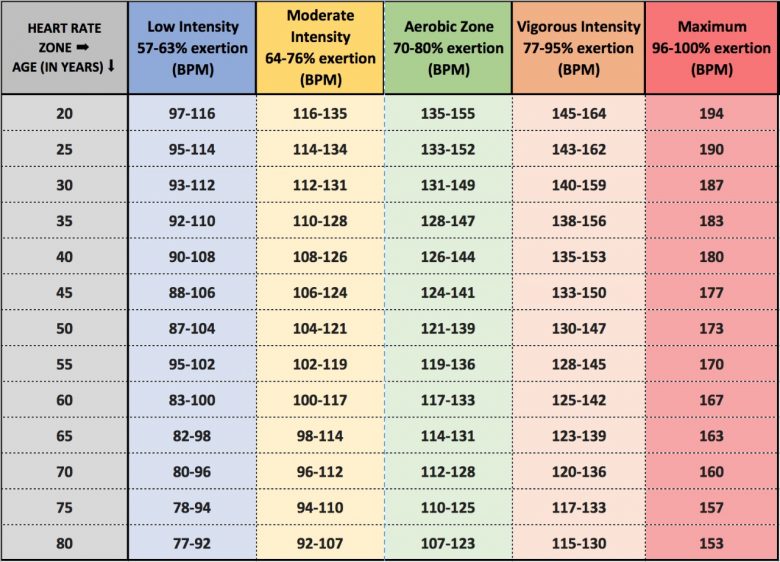 HEART RATE ZONE ➡ AGE (IN YEARS) ⬇ Low Intensity 57-63% exertion (BPM) Moderate Intensity 64-76% exertion (BPM) Aerobic Zone 70-80% exertion (BPM) Vigorous Intensity 77-95% exertion (BPM) Maximum 96-100% exertion (BPM)
20 97-116 116-135 135-155 145-164 194
25 95-114 114-134 133-152 143-162 190
30 93-112 112-131 131-149 140-159 187
35 92-110 110-128 128-147 138-156 183
40 90-108 108-126 126-144 135-153 180
45 88-106 106-124 124-141 133-150 177
50 87-104 104-121 121-139 130-147 173
55 95-102 102-119 119-136 128-145 170
60 83-100 100-117 117-133 125-142 167
65 82-98 98-114 114-131 123-139 163
70 80-96 96-112 112-128 120-136 160
75 78-94 94-110 110-125 117-133 157
80 77-92 92-107 107-123 115-130 153